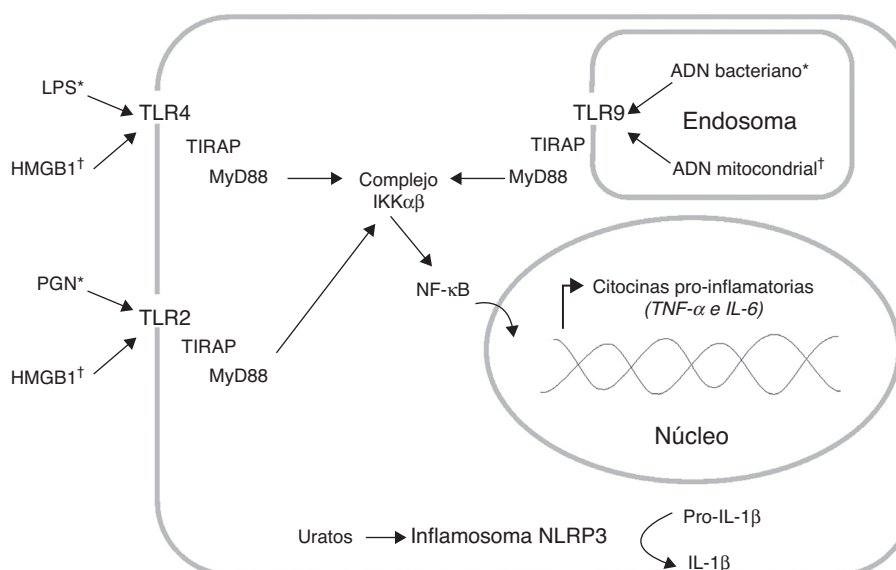 LPS*
TLR4
HMGB1†
TIRAP
MyD88
Complejo
IKKαβ
NF-κB
PGN*
TLR2
HMGB1†
TIRAP
MyD88
ADN bacteriano*
TLR9
Endosoma
TIRAP
ADN mitocondrial†
MyD88
Citocinas pro-inflamatorias
(TNF-α e IL-6)
Núcleo
Uratos
Inflamosoma NLRP3
Pro-IL-1β
IL-1β